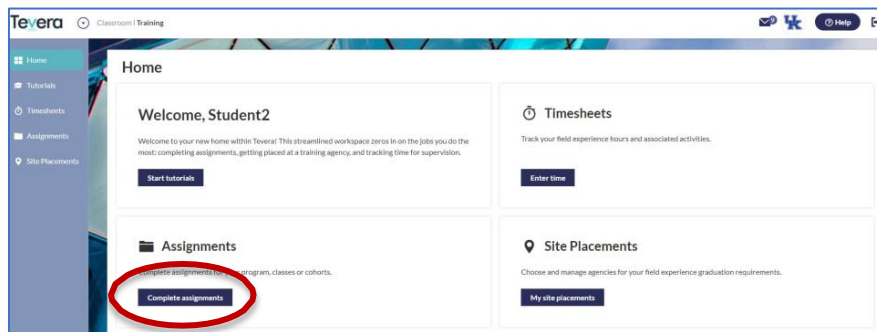 Tevera Classroom | Training
UK Help
Home
Tutorials
Timesheets
Assignments
Site Placements
Home
Welcome, Student2
Welcome to your new home within Tevera! This streamlined workspace zeros in on the jobs you do the
most: completing assignments, getting placed at a training agency, and tracking time for supervision.
Start tutorials
Timesheets
Track your field experience hours and associated activities.
Enter time
Assignments
Complete assignments for your program, classes or cohorts.
Complete assignments
Site Placements
Choose and manage agencies for your field experience graduation requirements.
My site placements